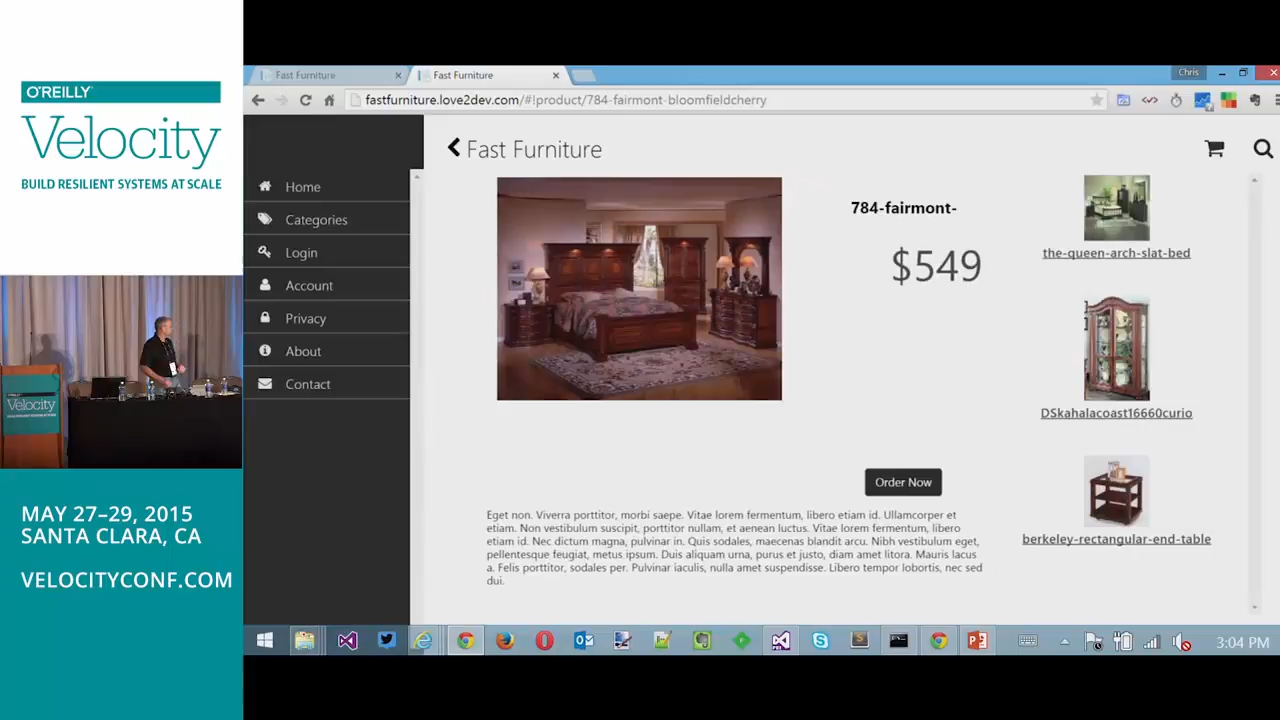 O'REILLY
Velocity
BUILD RESILIENT SYSTEMS AT SCALE
Velocity
MAY 27–29, 2015
SANTA CLARA, CA
VELOCITYCONF.COM
Fast Furniture
Fast Furniture
Chris
fastfurniture.love2dev.com/#!product/784-fairmont-bloomfieldcherry
Fast Furniture
Home
Categories
Login
Account
Privacy
About
Contact
784-fairmont-
$549
Order Now
Eget non. Viverra porttitor, morbi saepe. Vitae lorem fermentum, libero etiam id. Ullamcorper et
etiam. Non vestibulum suscipit, porttitor nullam, et aenean luctus. Vitae lorem fermentum, libero
etiam id. Nec dictum magna, pulvinar in. Quis sodales, maecenas blandit arcu. Nibh vestibulum eget,
pellentesque feugiat, metus ipsum. Duis aliquam urna, purus et justo, diam amet litora. Mauris lacus
a. Felis porttitor, sodales per. Pulvinar iaculis, nulla amet suspendisse. Libero tempor lobortis, nec sed
dui.
the-queen-arch-slat-bed
DSkahalacoast16660curio
berkeley-rectangular-end-table
3:04 PM